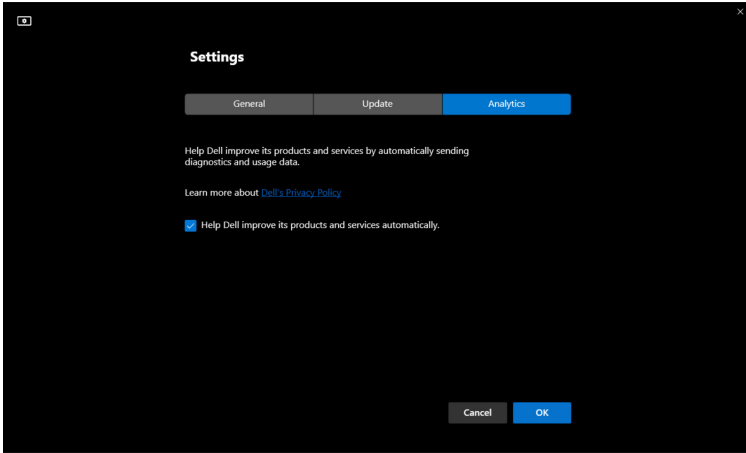 Settings
General Update Analytics
Help Dell improve its products and services by automatically sending
diagnostics and usage data.
Learn more about Dell's Privacy Policy
Help Dell improve its products and services automatically.
Cancel OK